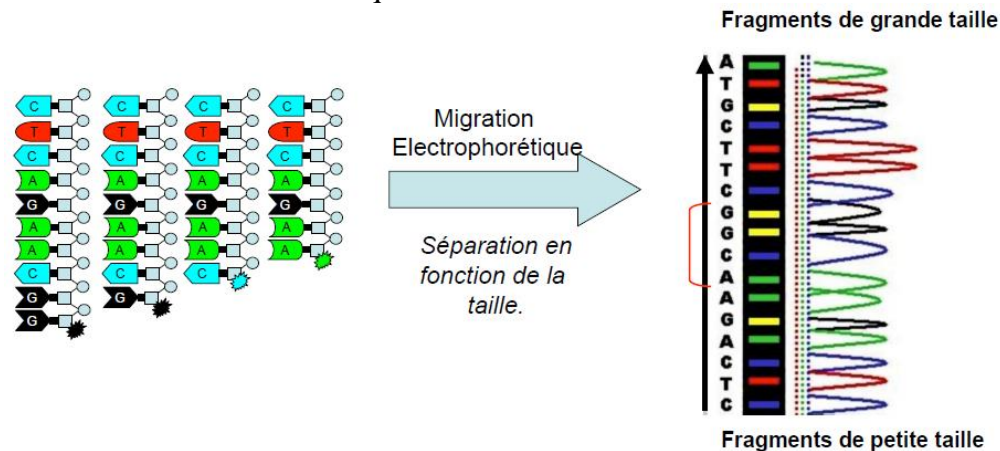 Fragments de grande taille
C C C C
T T T T
C C C C
A A A A
G G G G
A A A A
A A A A
C C C
G G
G
Migration
Electrophorétique
Séparation en
fonction de la
taille.
A
T
G
C
T
T
C
G
G
C
A
A
G
A
C
T
C
Fragments de petite taille